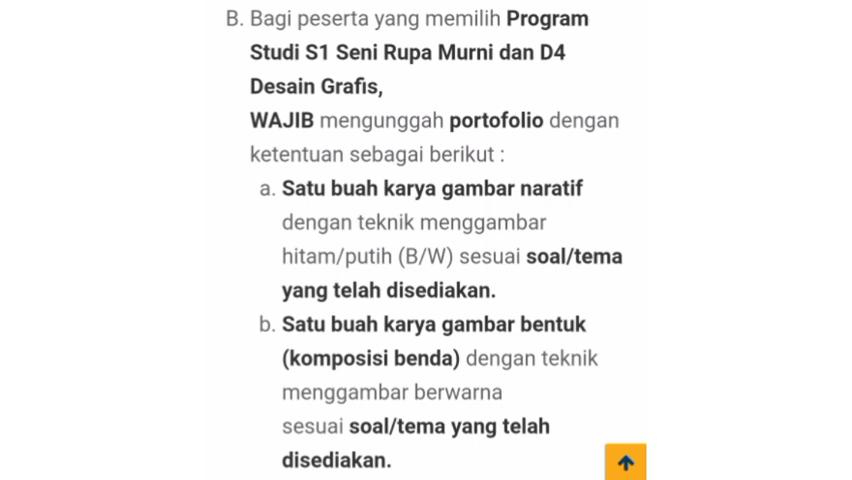 B. Bagi peserta yang memilih Program
Studi S1 Seni Rupa Murni dan D4
Desain Grafis,
WAJIB mengunggah portofolio dengan
ketentuan sebagai berikut :
a. Satu buah karya gambar naratif
dengan teknik menggambar
hitam/putih (B/W) sesuai soal/tema
yang telah disediakan.
b. Satu buah karya gambar bentuk
(komposisi benda) dengan teknik
menggambar berwarna
sesuai soal/tema yang telah
disediakan.